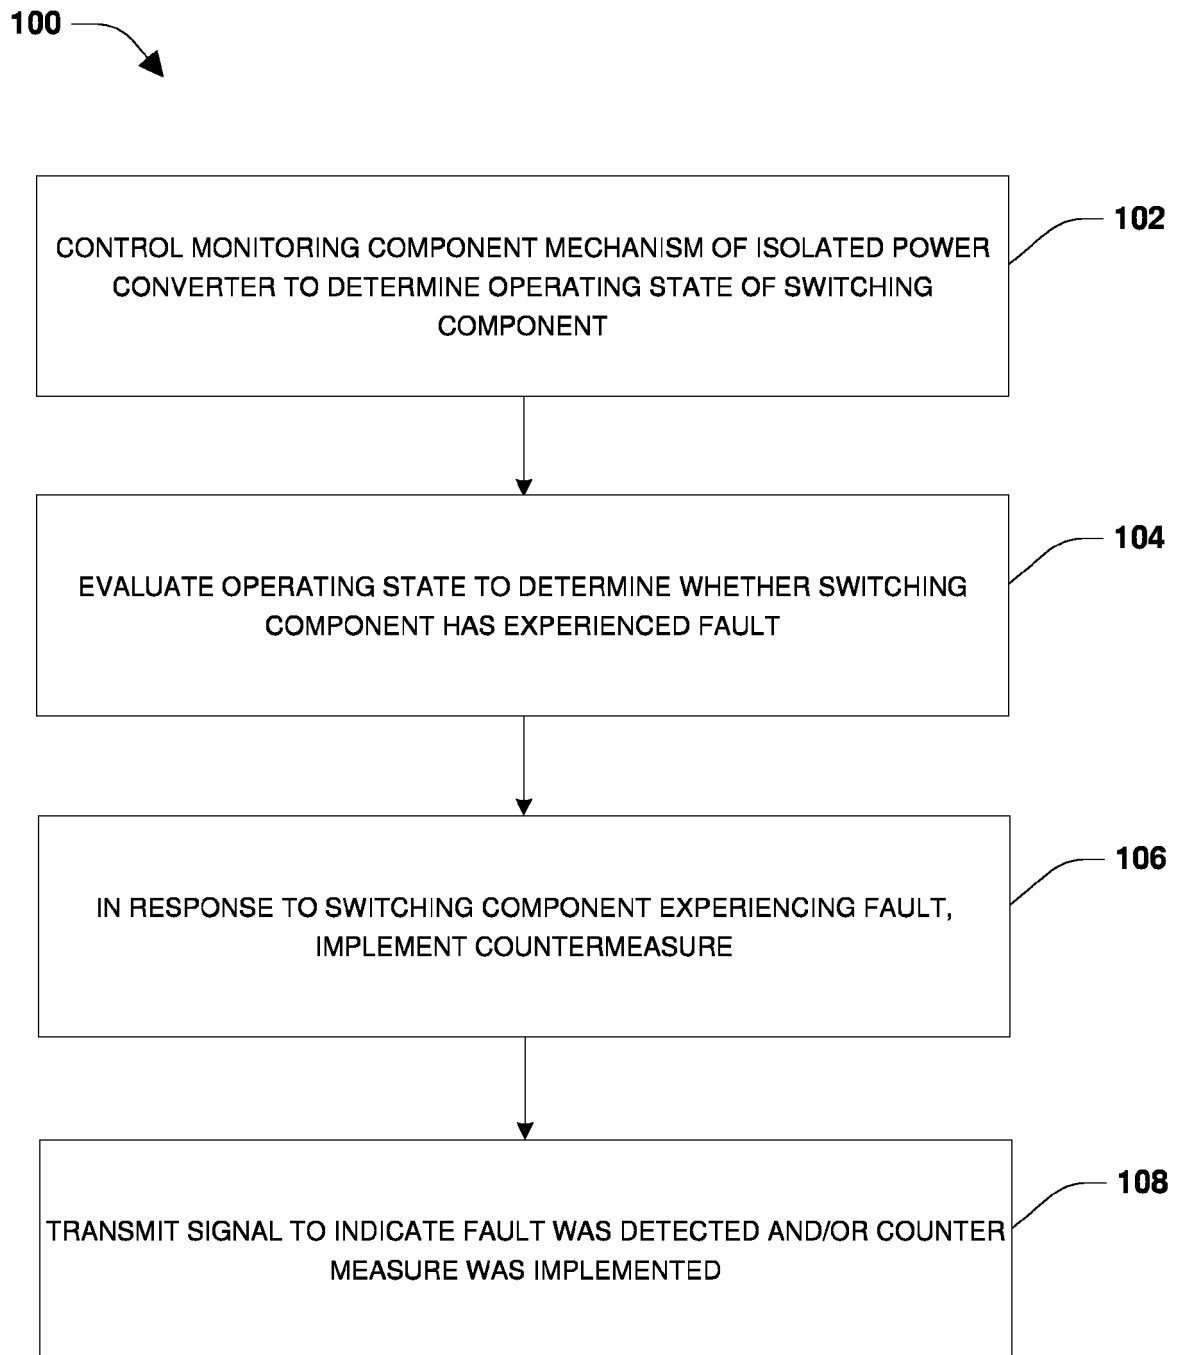 100
102
CONTROL MONITORING COMPONENT MECHANISM OF ISOLATED POWER
CONVERTER TO DETERMINE OPERATING STATE OF SWITCHING
COMPONENT
104
EVALUATE OPERATING STATE TO DETERMINE WHETHER SWITCHING
COMPONENT HAS EXPERIENCED FAULT
106
IN RESPONSE TO SWITCHING COMPONENT EXPERIENCING FAULT,
IMPLEMENT COUNTERMEASURE
108
TRANSMIT SIGNAL TO INDICATE FAULT WAS DETECTED AND/OR COUNTER
MEASURE WAS IMPLEMENTED